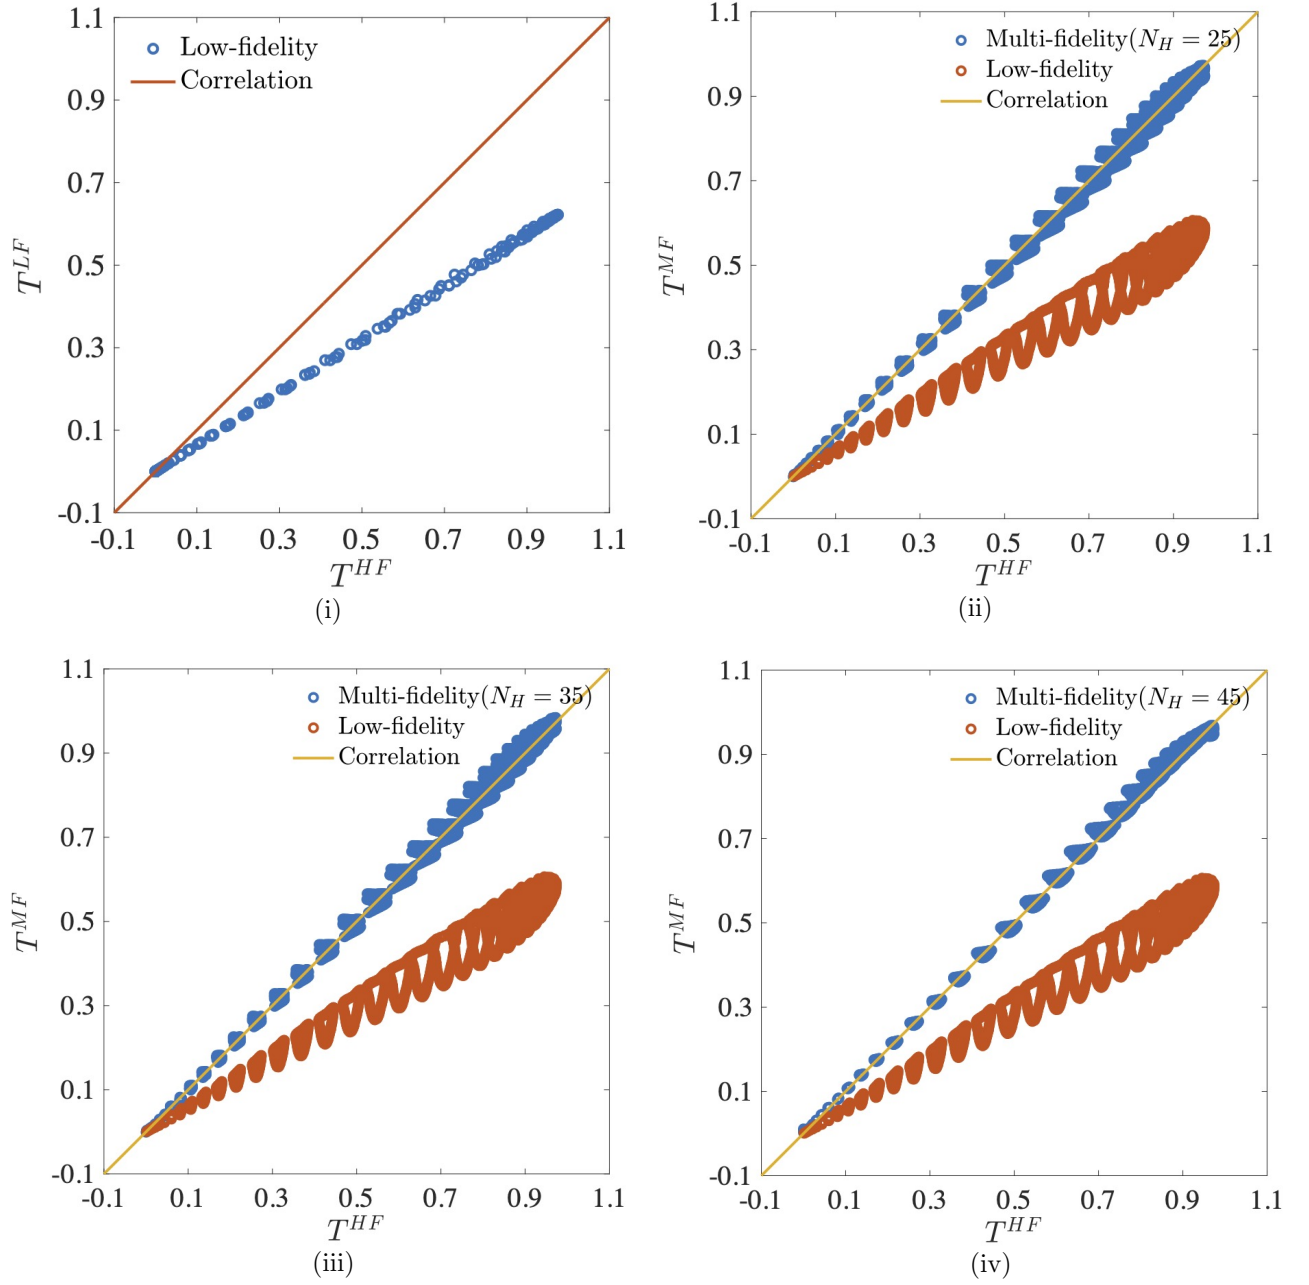 1.1
Low-fidelity
Correlation
0.9
0.7
0.5
0.3
0.1
-0.1
T^{LF}
-0.1 0.1 0.3 0.5 0.7 0.9 1.1
T^{HF}
(i)
1.1
Multi-fidelity(N_H = 25)
Low-fidelity
Correlation
0.9
0.7
0.5
0.3
0.1
-0.1
T^{MF}
-0.1 0.1 0.3 0.5 0.7 0.9 1.1
T^{HF}
(ii)
1.1
Multi-fidelity(N_H = 35)
Low-fidelity
Correlation
0.9
0.7
0.5
0.3
0.1
-0.1
T^{MF}
-0.1 0.1 0.3 0.5 0.7 0.9 1.1
T^{HF}
(iii)
1.1
Multi-fidelity(N_H = 45)
Low-fidelity
Correlation
0.9
0.7
0.5
0.3
0.1
-0.1
T^{MF}
-0.1 0.1 0.3 0.5 0.7 0.9 1.1
T^{HF}
(iv)